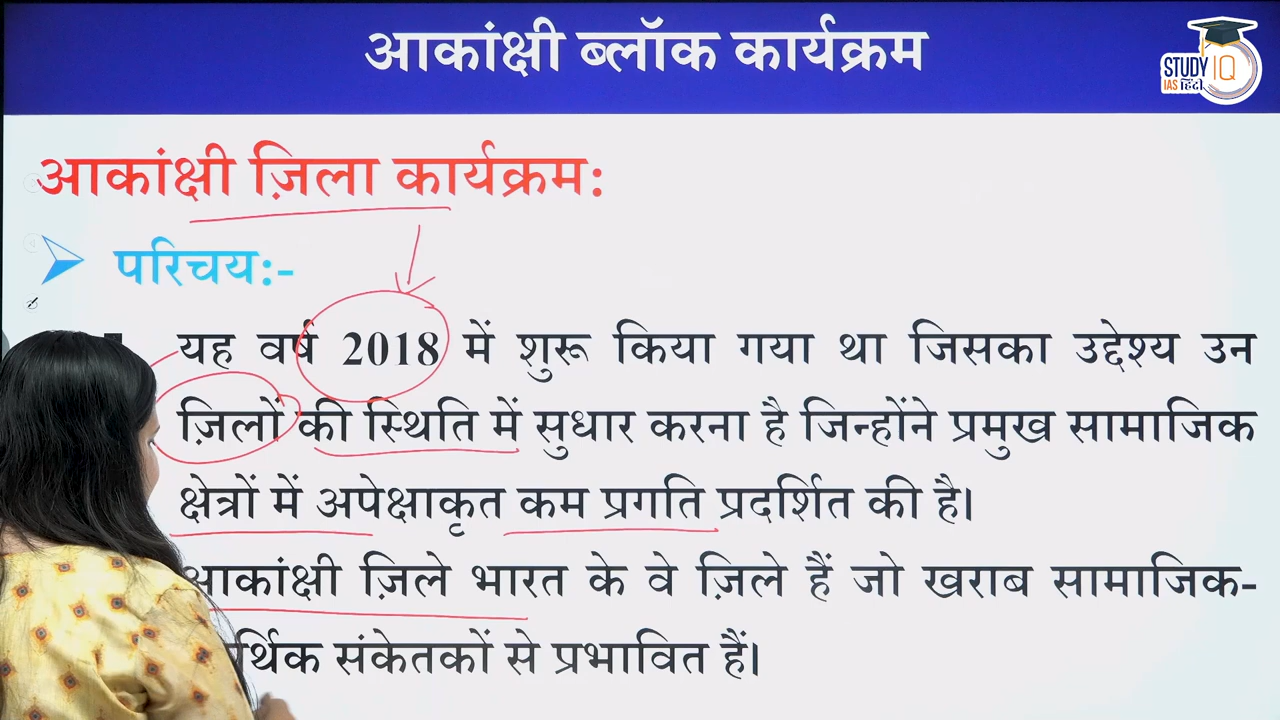 आकांक्षी ब्लॉक कार्यक्रम
STUDY IQ
IAS हिंदी
आकांक्षी ज़िला कार्यक्रम:
परिचय:-
यह वर्ष 2018 में शुरू किया गया था जिसका उद्देश्य उन
ज़िलों की स्थिति में सुधार करना है जिन्होंने प्रमुख सामाजिक
क्षेत्रों में अपेक्षाकृत कम प्रगति प्रदर्शित की है।
आकांक्षी ज़िले भारत के वे ज़िले हैं जो खराब सामाजिक-
संकेतकों से प्रभावित हैं।